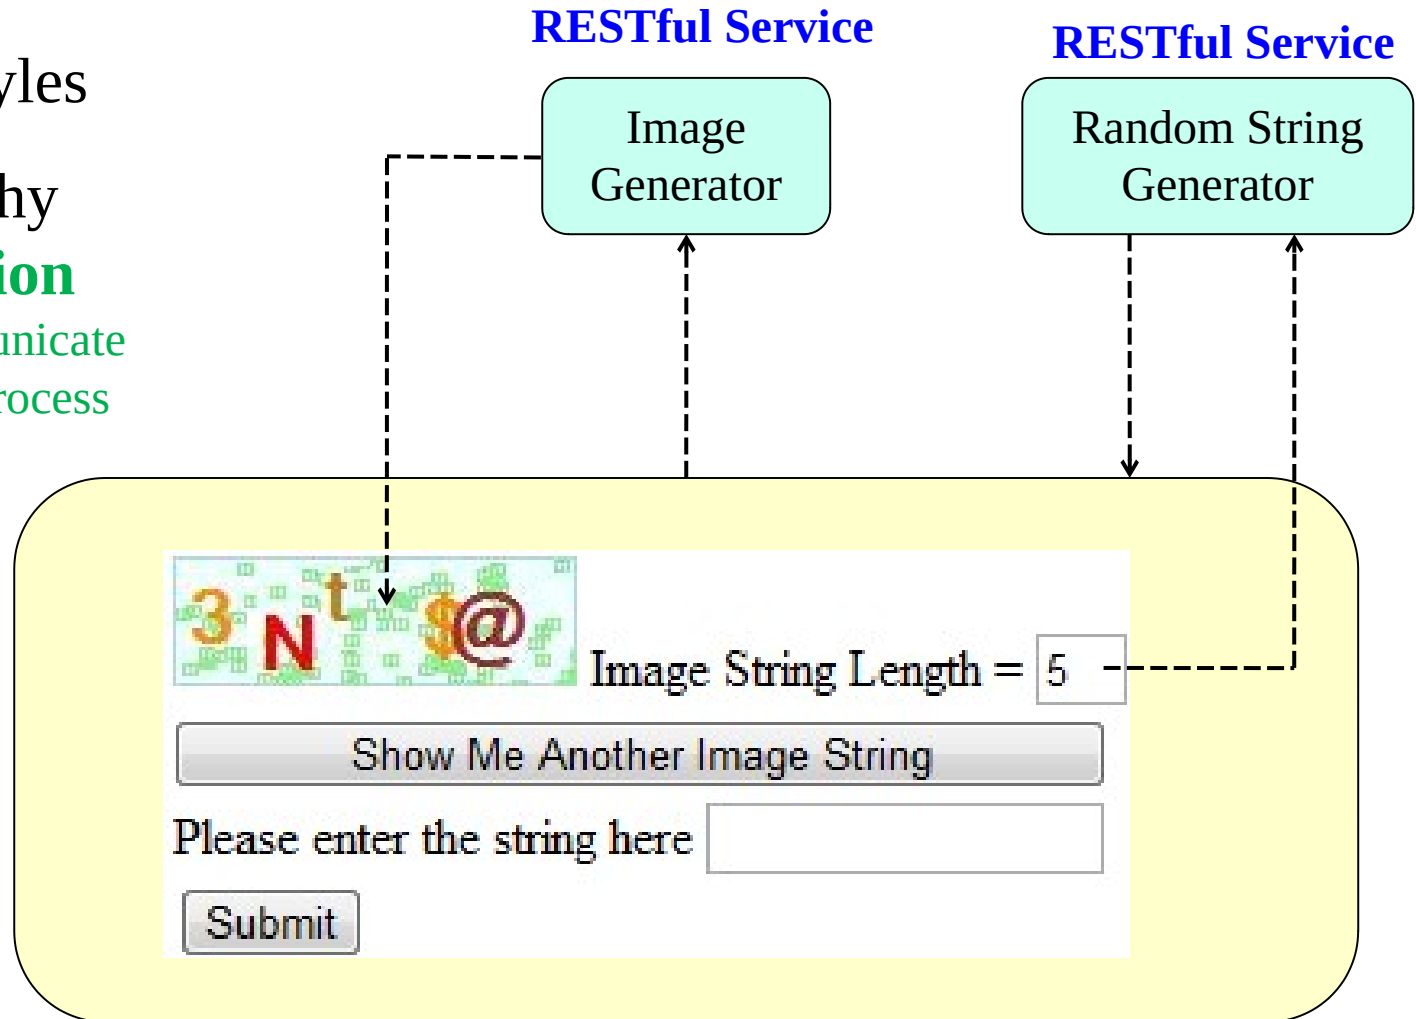 RESTful Service
RESTful Service
yles
Image
Generator
Random String
Generator
hy
ion
unicate
rocess
3 N t $ @
Image String Length = 5
Show Me Another Image String
Please enter the string here
Submit